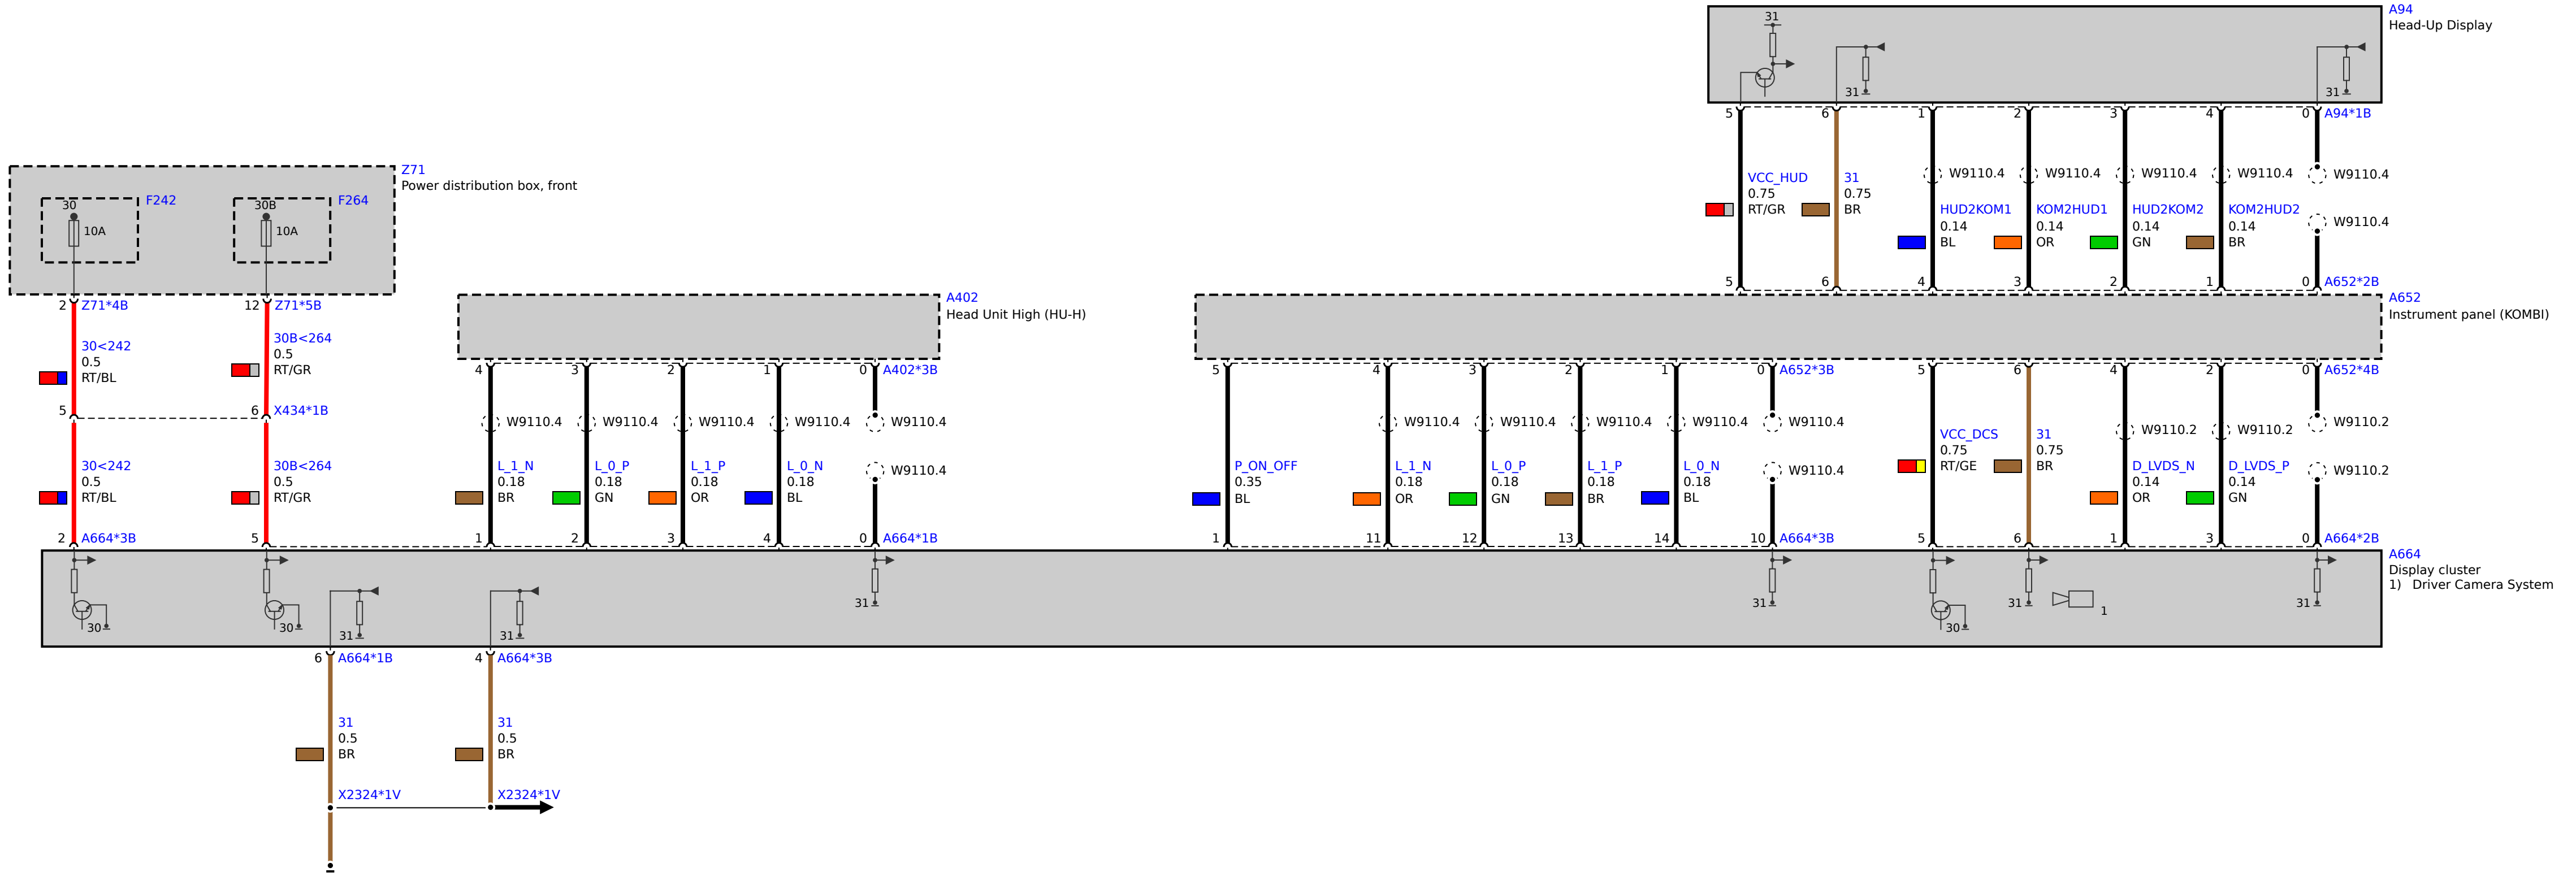 A94
Head-Up Display
31
31
31
5 6 1 2 3 4 0 A94*1B
W9110.4 W9110.4 W9110.4 W9110.4 W9110.4
VCC_HUD
0.75
RT/GR
31
0.75
BR
HUD2KOM1
0.14
BL
KOM2HUD1
0.14
OR
HUD2KOM2
0.14
GN
KOM2HUD2
0.14
BR
W9110.4
5 6 4 3 2 1 0 A652*2B
Z71
Power distribution box, front
30
F242
10A
30B
F264
10A
2 Z71*4B
12 Z71*5B
30<242
0.5
RT/BL
30B<264
0.5
RT/GR
5 6 X434*1B
30<242
0.5
RT/BL
30B<264
0.5
RT/GR
2 A664*3B
5
A402
Head Unit High (HU-H)
4 3 2 1 0 A402*3B
W9110.4 W9110.4 W9110.4 W9110.4 W9110.4
W9110.4
L_1_N
0.18
BR
L_0_P
0.18
GN
L_1_P
0.18
OR
L_0_N
0.18
BL
1 2 3 4 0 A664*1B
A652
Instrument panel (KOMBI)
5 4 3 2 1 0 A652*3B
W9110.4 W9110.4 W9110.4 W9110.4 W9110.4
W9110.4
P_ON_OFF
0.35
BL
L_1_N
0.18
OR
L_0_P
0.18
GN
L_1_P
0.18
BR
L_0_N
0.18
BL
1 11 12 13 14 10 A664*3B
5 6 4 2 0 A652*4B
W9110.2 W9110.2 W9110.2
W9110.2
VCC_DCS
0.75
RT/GE
31
0.75
BR
D_LVDS_N
0.14
OR
D_LVDS_P
0.14
GN
5 6 1 3 0 A664*2B
A664
Display cluster
1) Driver Camera System
30
30
31
31
31
31
30
31
1
31
6 A664*1B
4 A664*3B
31
0.5
BR
31
0.5
BR
X2324*1V
X2324*1V